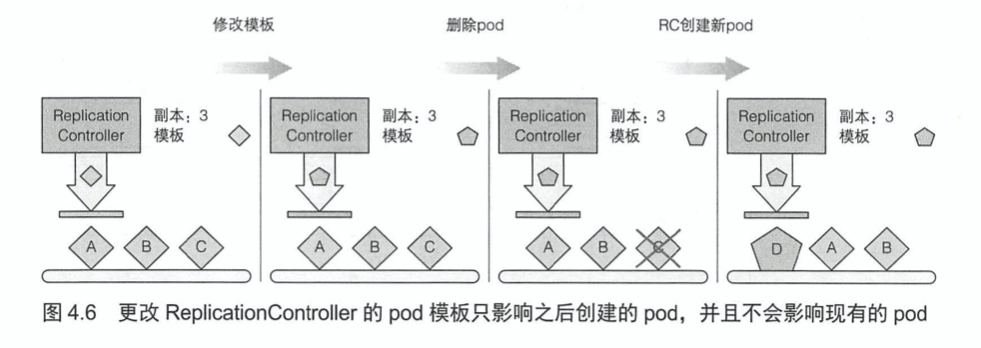 修改模板
删除pod
RC创建新pod
Replication
Controller
副本：3
模板
A B C
Replication
Controller
副本：3
模板
A B C
Replication
Controller
副本：3
模板
A B C
Replication
Controller
副本：3
模板
D A B
图 4.6 更改 ReplicationController 的 pod 模板只影响之后创建的 pod，并且不会影响现有的 pod